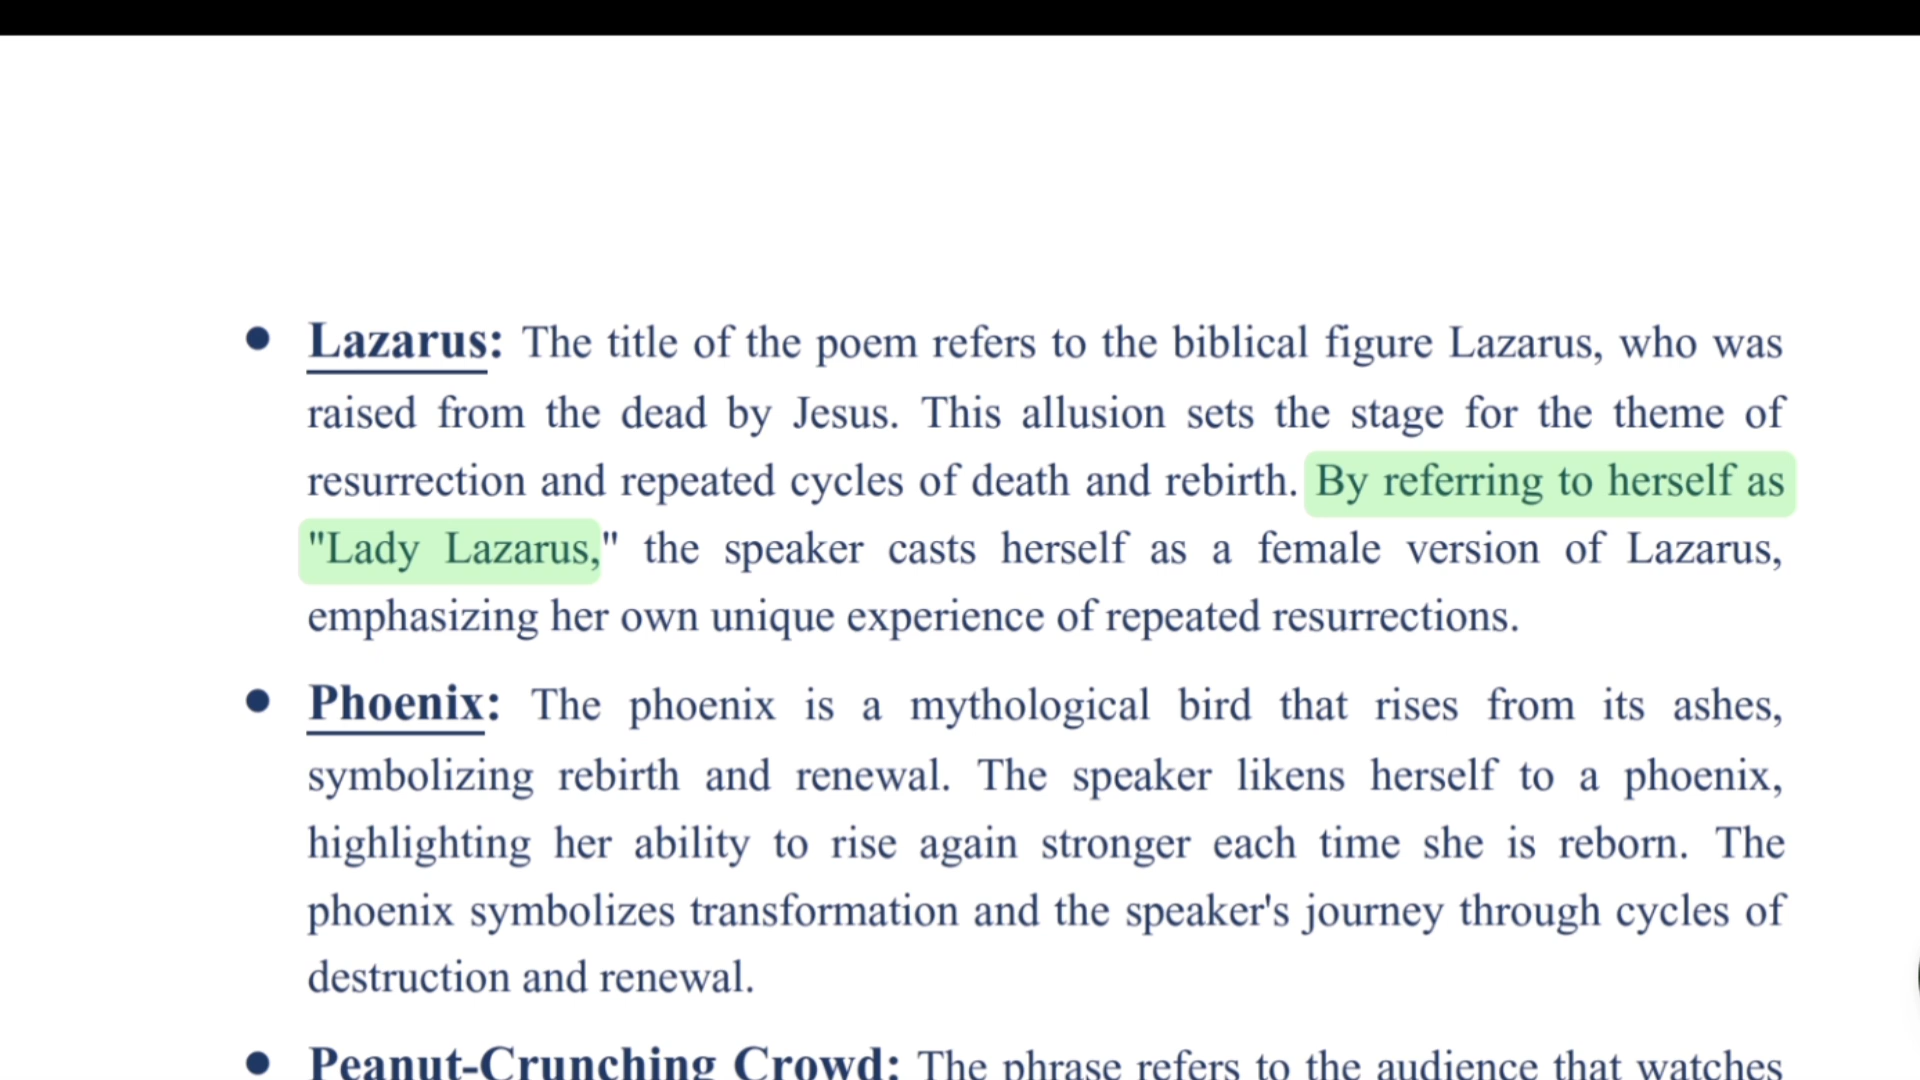 ● Lazarus: The title of the poem refers to the biblical figure Lazarus, who was
raised from the dead by Jesus. This allusion sets the stage for the theme of
resurrection and repeated cycles of death and rebirth. By referring to herself as
"Lady Lazarus," the speaker casts herself as a female version of Lazarus,
emphasizing her own unique experience of repeated resurrections.
● Phoenix: The phoenix is a mythological bird that rises from its ashes,
symbolizing rebirth and renewal. The speaker likens herself to a phoenix,
highlighting her ability to rise again stronger each time she is reborn. The
phoenix symbolizes transformation and the speaker's journey through cycles of
destruction and renewal.
● Peanut-Crunching Crowd: The phrase refers to the audience that watches